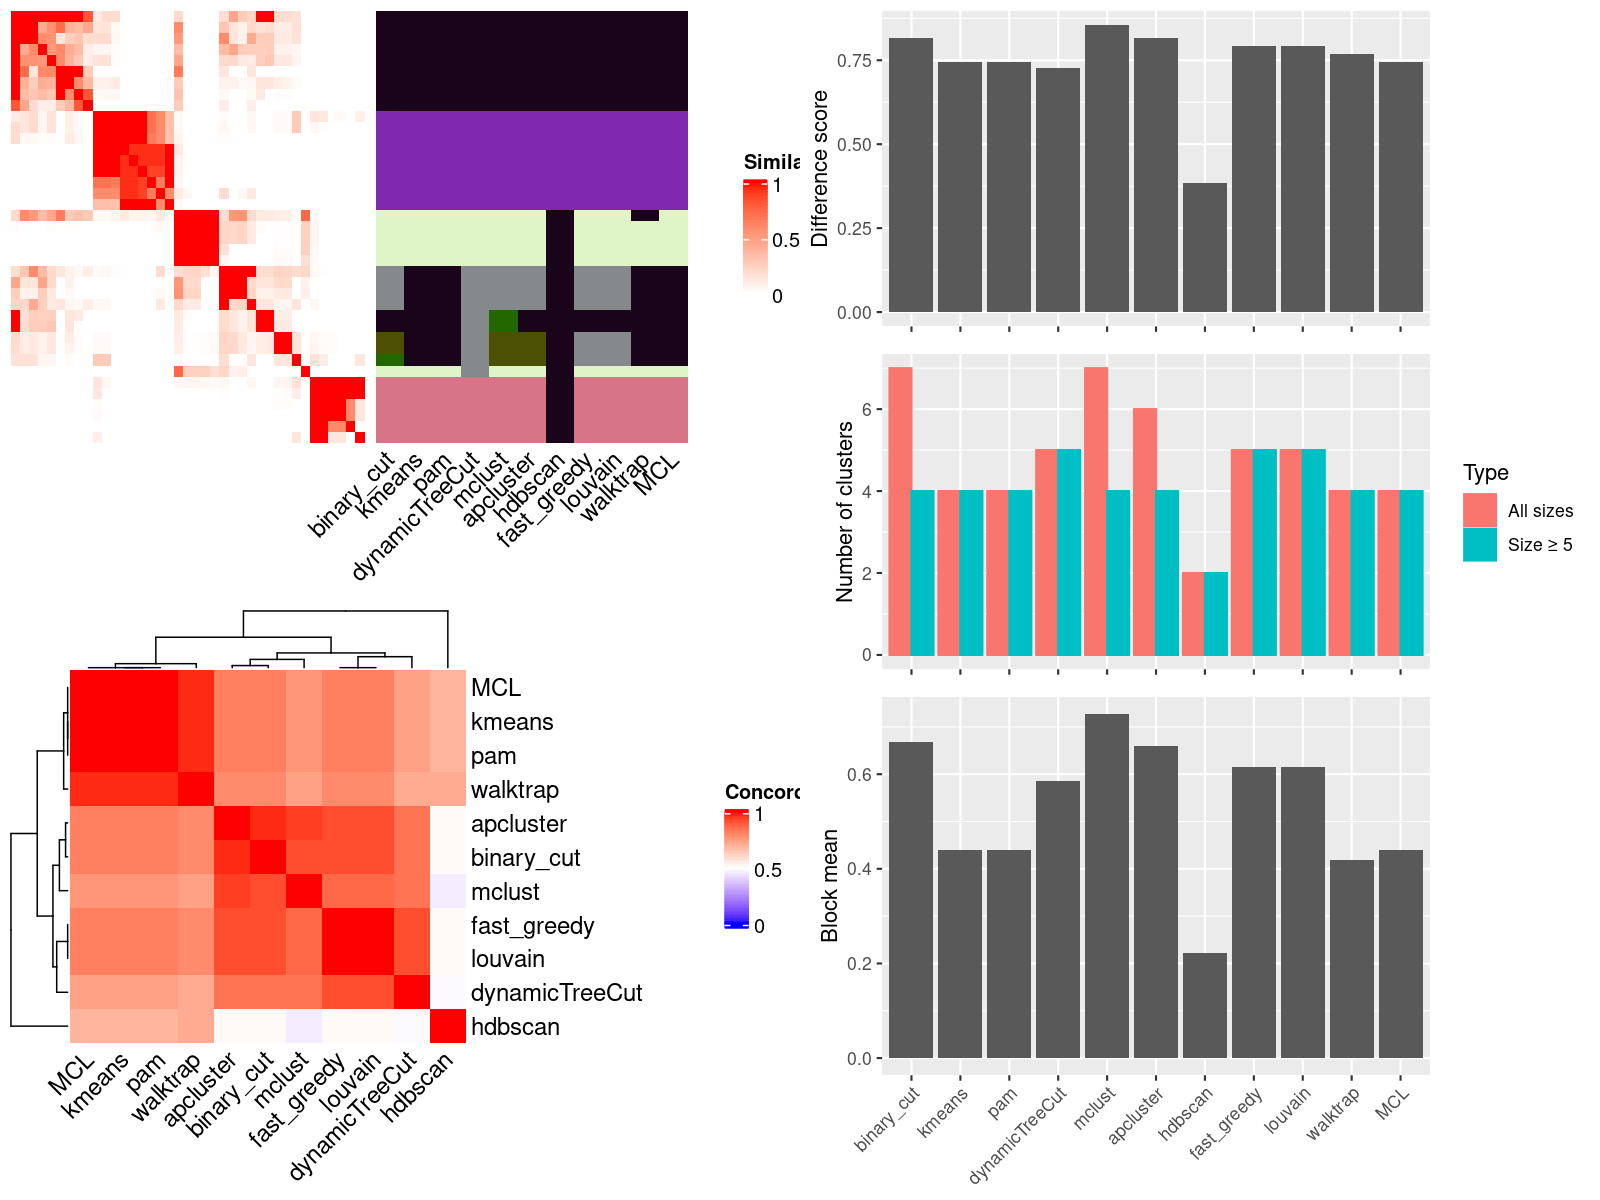 Simila
1
0.5
0
binary_cut
kmeans
pam
dynamicTreeCut
mclust
apcluster
hdbscan
fast_greedy
louvain
walktrap
MCL
MCL
kmeans
pam
walktrap
apcluster
binary_cut
mclust
fast_greedy
louvain
dynamicTreeCut
hdbscan
MCL
kmeans
pam
walktrap
apcluster
binary_cut
mclust
fast_greedy
louvain
dynamicTreeCut
hdbscan
Concord
1
0.5
0
Difference score
0.75
0.50
0.25
0.00
Number of clusters
6
4
2
0
Type
All sizes
Size ≥ 5
Block mean
0.6
0.4
0.2
0.0
binary_cut
kmeans
pam
dynamicTreeCut
mclust
apcluster
hdbscan
fast_greedy
louvain
walktrap
MCL